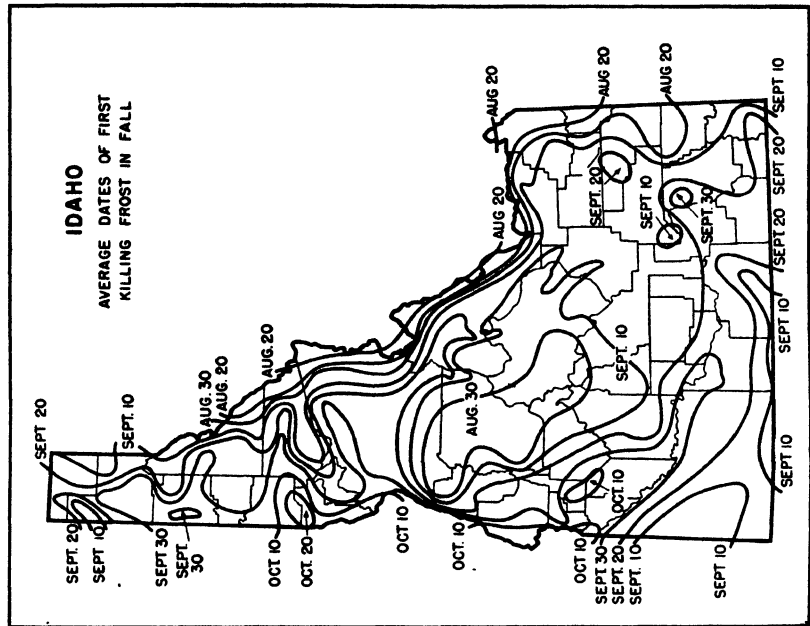 IDAHO
AVERAGE DATES OF FIRST
KILLING FROST IN FALL
SEPT 20
SEPT. 10
AUG. 30
AUG. 20
AUG. 20
AUG 20
AUG 20
AUG 20
AUG 20
AUG 20
SEPT. 20
SEPT 10
SEPT 30
SEPT. 30
OCT 10
OCT. 20
OCT 10
OCT. 10
AUG. 30
SEPT. 10
SEPT. 20
SEPT 10
SEPT. 30
OCT. 10
OCT 10
SEPT. 30
SEPT. 20
SEPT. 10
SEPT 10
SEPT 10
SEPT 10
SEPT 20
SEPT 20
SEPT 10